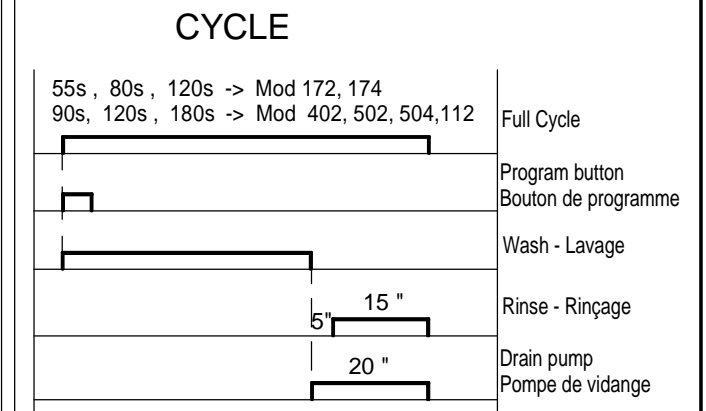 CYCLE
55s , 80s , 120s -> Mod 172, 174
90s, 120s , 180s -> Mod 402, 502, 504,112
Full Cycle
Program button
Bouton de programme
Wash - Lavage
15 "
5"
Rinse - Rinçage
20 "
Drain pump
Pompe de vidange